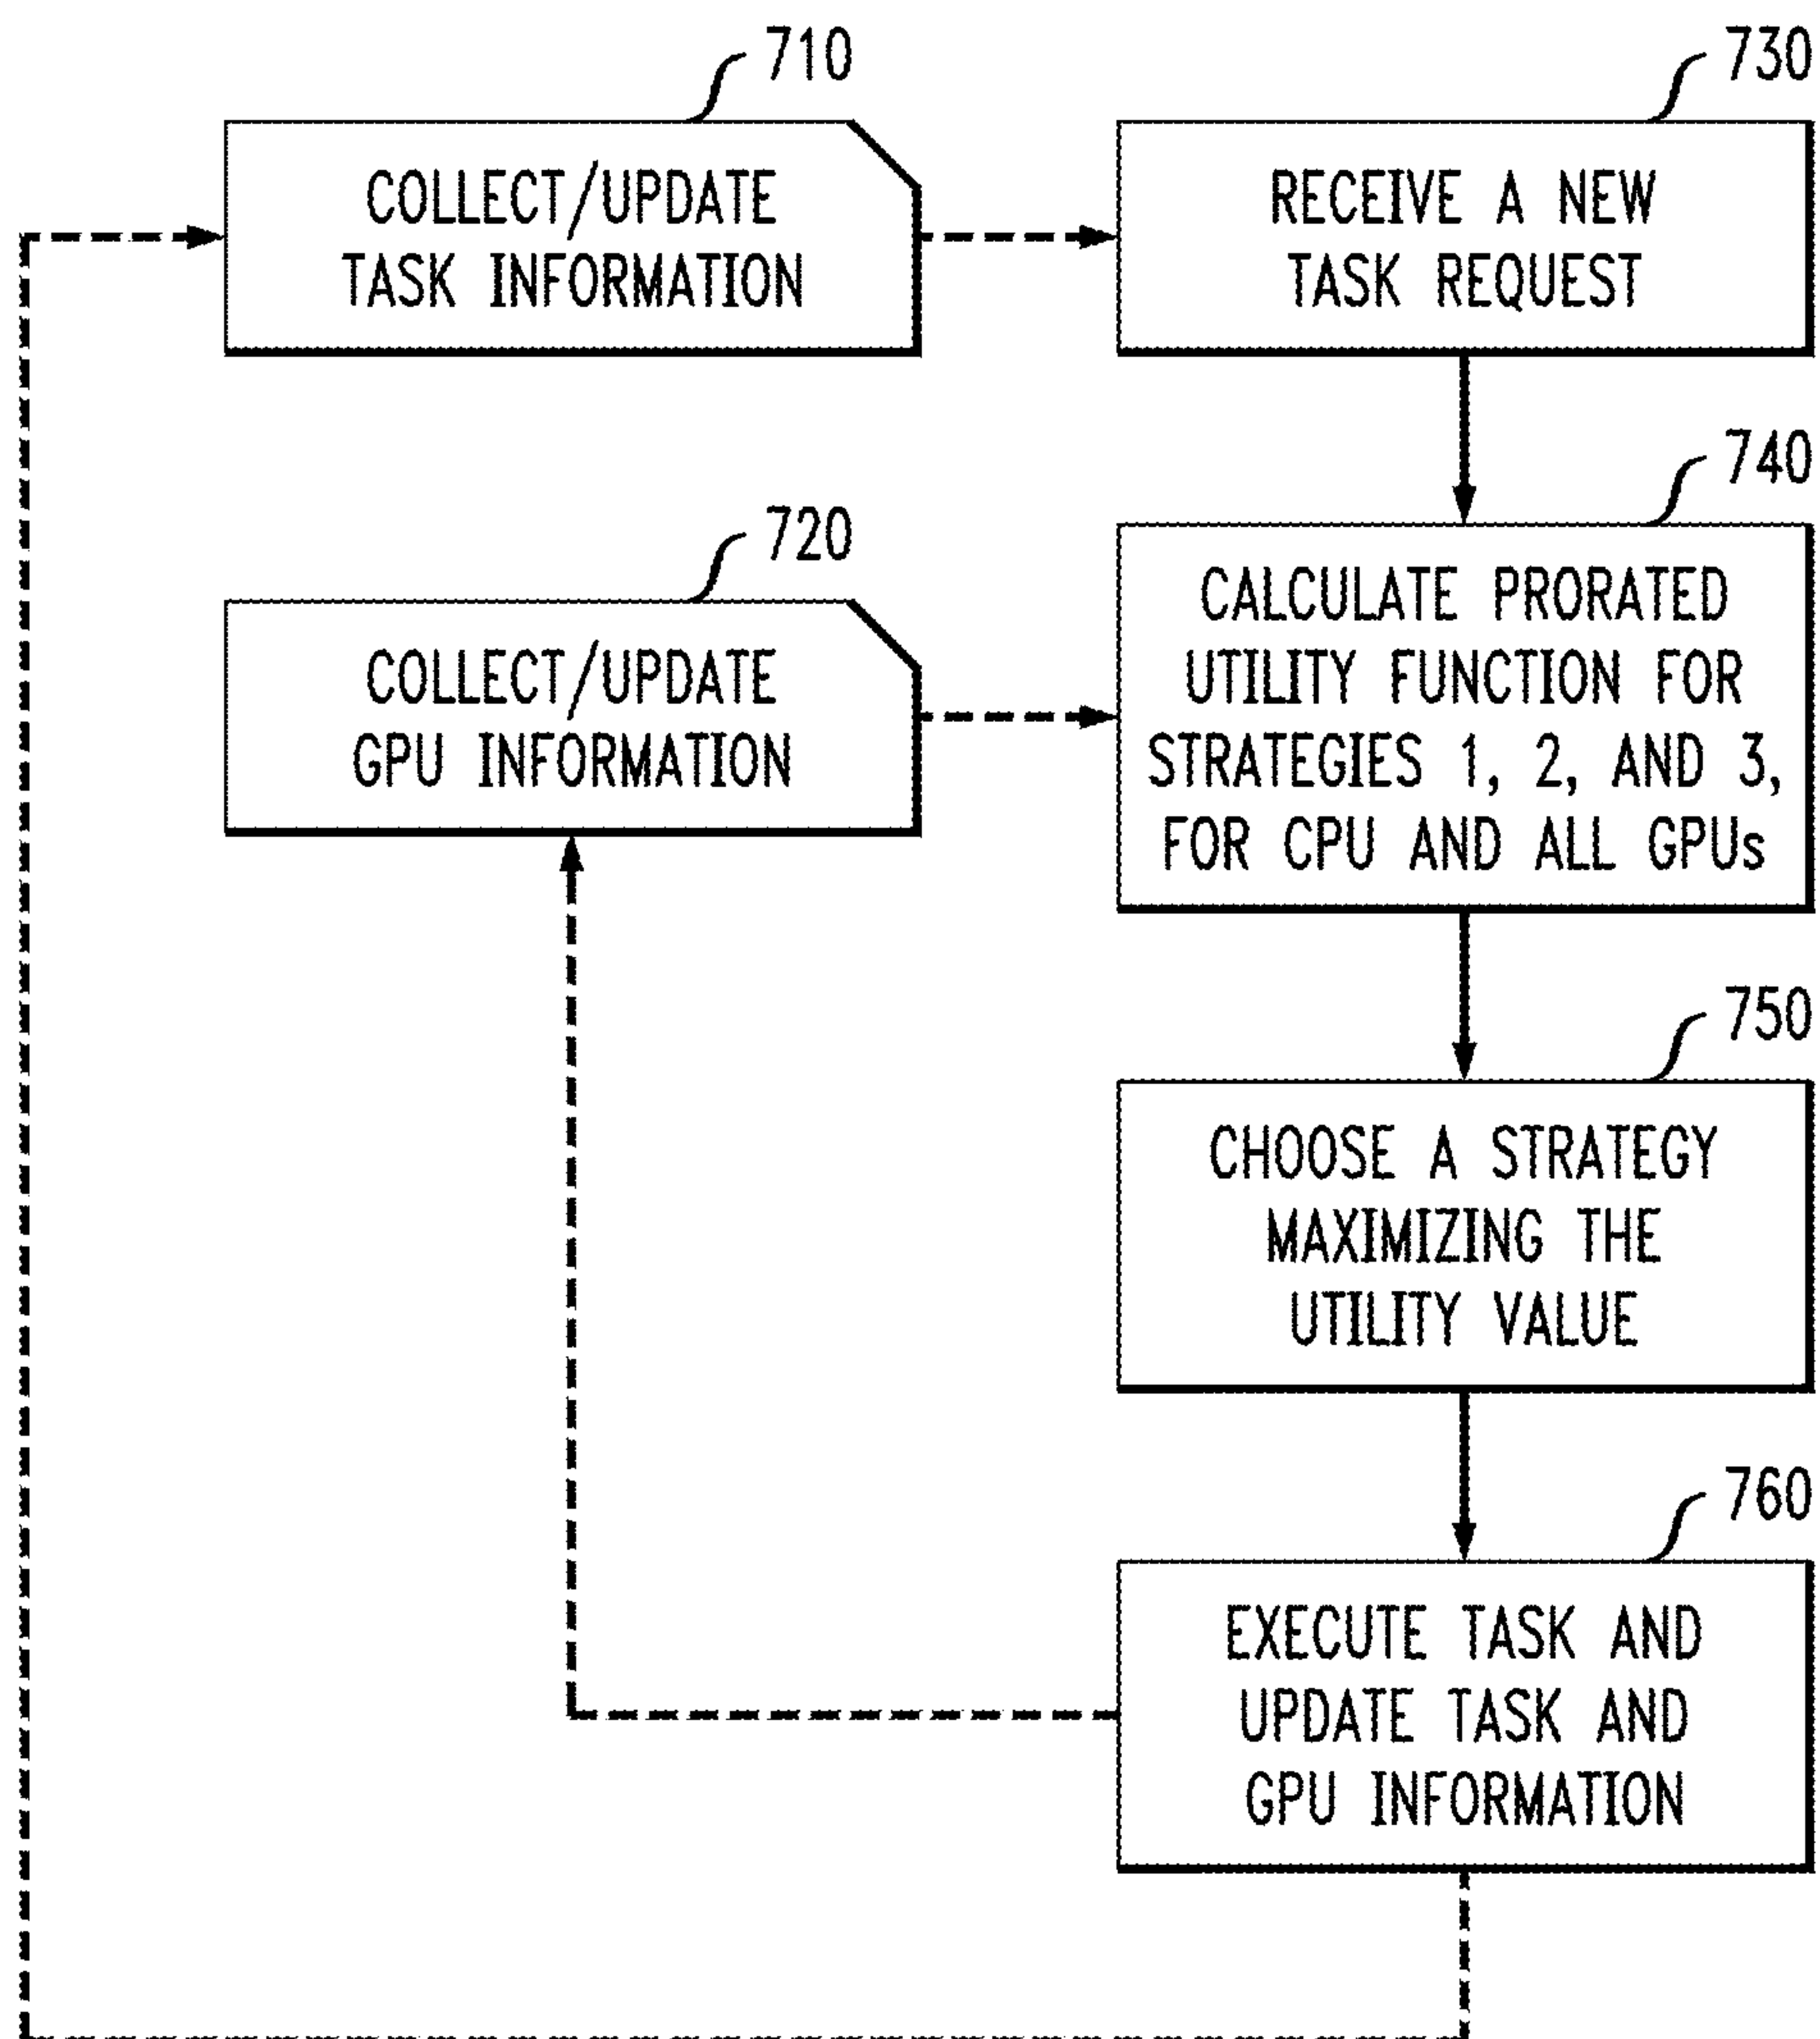 710
COLLECT/UPDATE
TASK INFORMATION
730
RECEIVE A NEW
TASK REQUEST
720
COLLECT/UPDATE
GPU INFORMATION
740
CALCULATE PRORATED
UTILITY FUNCTION FOR
STRATEGIES 1, 2, AND 3,
FOR CPU AND ALL GPUs
750
CHOOSE A STRATEGY
MAXIMIZING THE
UTILITY VALUE
760
EXECUTE TASK AND
UPDATE TASK AND
GPU INFORMATION